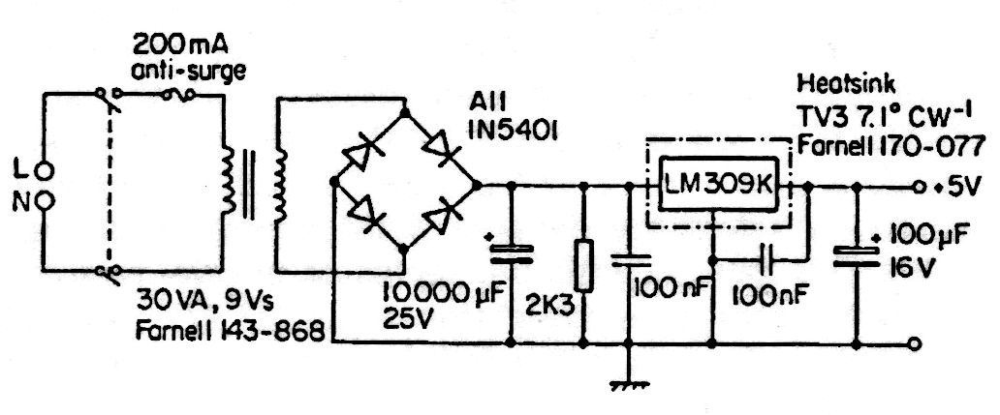 200mA
anti-surge
L
N
30VA, 9Vs
Farnell 143-868
All
1N5401
+
10000µF
25V
2K3
100nF
LM309K
100nF
Heatsink
TV3 7.1° CW-1
Farnell 170-077
+5V
+
100µF
16V